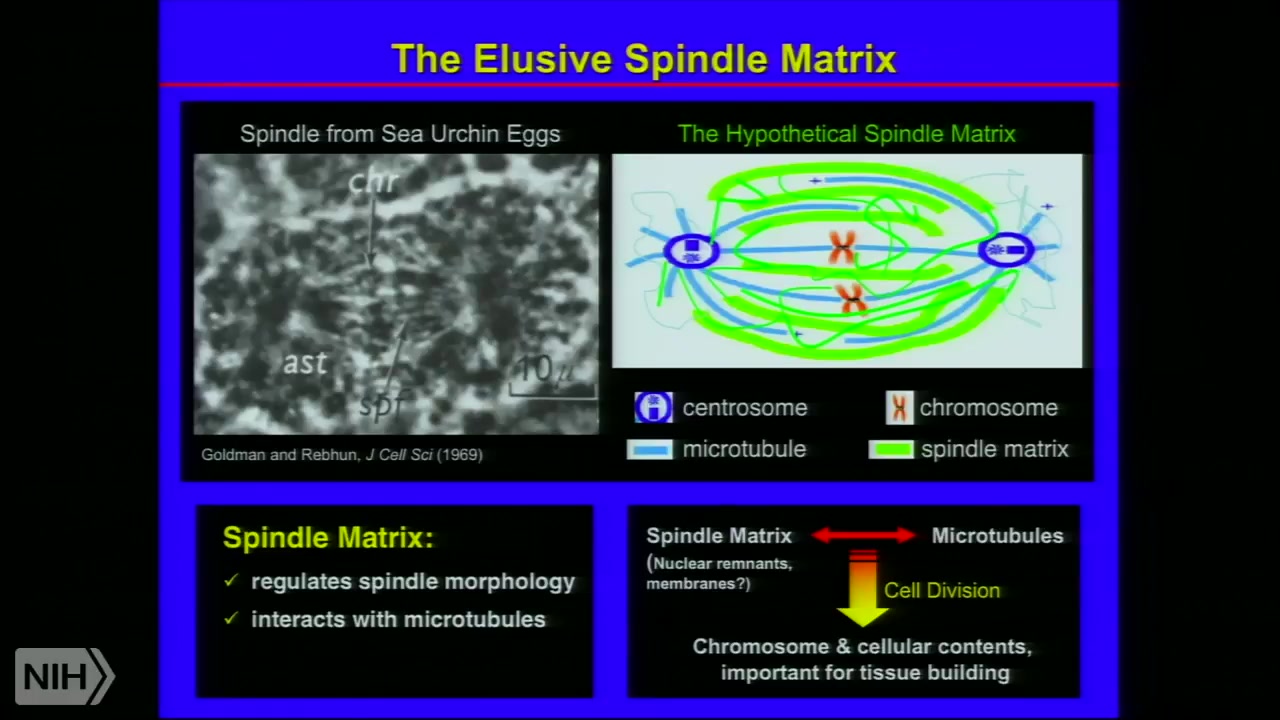 The Elusive Spindle Matrix
Spindle from Sea Urchin Eggs
The Hypothetical Spindle Matrix
chr
ast
spf
10μ
Goldman and Rebhun, J Cell Sci (1969)
centrosome
chromosome
microtubule
spindle matrix
Spindle Matrix:
✓ regulates spindle morphology
✓ interacts with microtubules
Spindle Matrix
Microtubules
(Nuclear remnants,
membranes?)
Cell Division
Chromosome & cellular contents,
important for tissue building
NIH